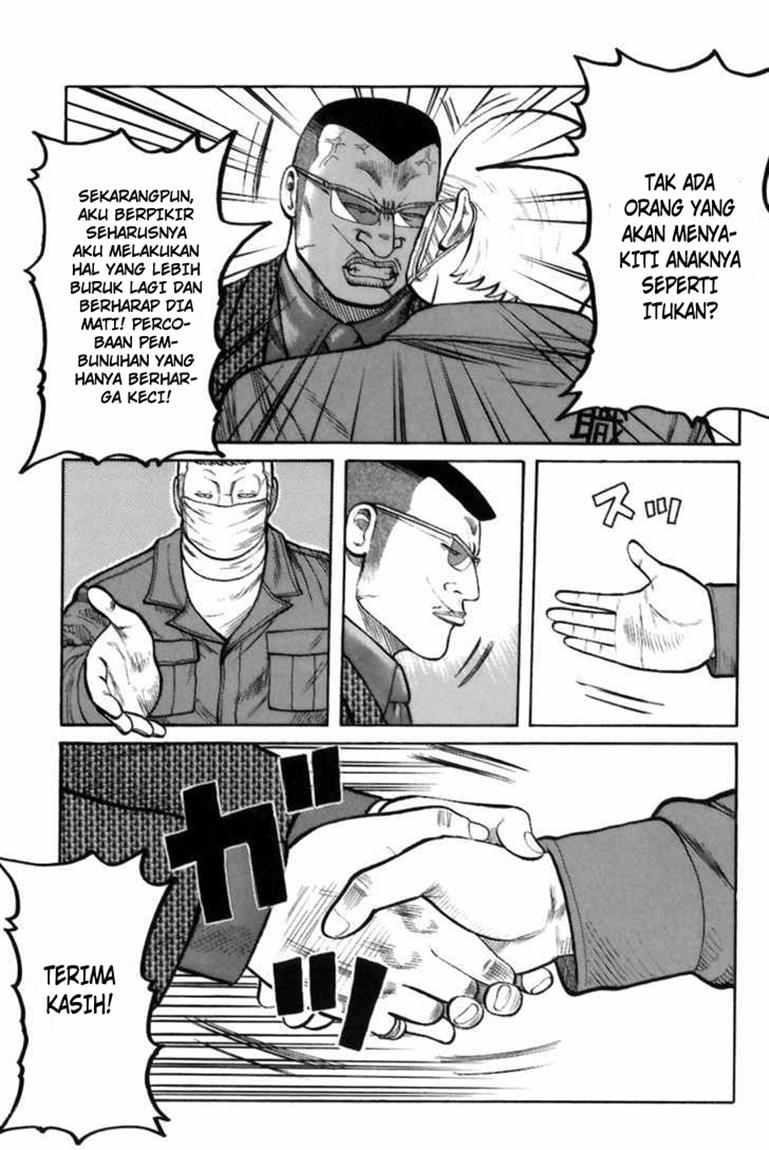 TAK ADA
ORANG YANG
AKAN MENYA-
KITI ANAKNYA
SEPERTI
ITUKAN?
SEKARANGPUN,
AKU BERPIKIR
SEHARUSNYA
AKU MELAKUKAN
HAL YANG LEBIH
BURUK LAGI DAN
BERHARAP DIA
MATI! PERCO-
BAAN PEM-
BUNUHAN YANG
HANYA BERHAR-
GA KECI!
職
スッ
ガッ
TERIMA
KASIH!